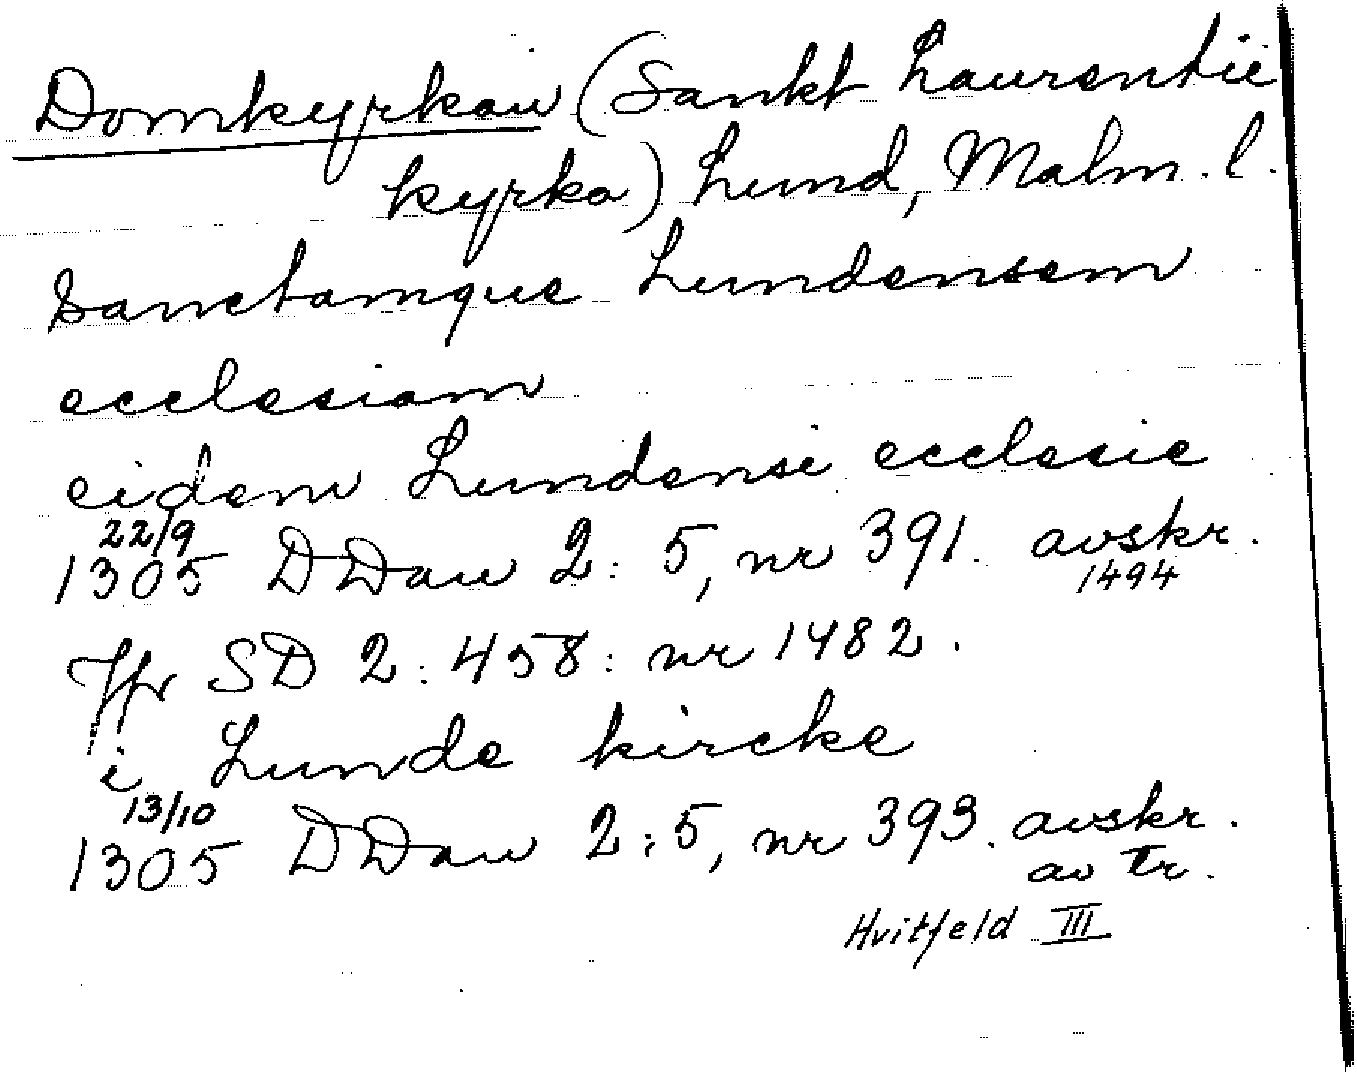 Domkyrkan (Sankt Laurentii
kyrka) Lund, Malm. l.
Sanctamque Lundensem
ecclesiam
eidem Lundensi ecclesie
22/9
1305 DDan 2: 5, nr 391. avskr.
1494
Jfr SD 2: 458: nr 1482.
i Lunde kircke
13/10
1305 DDan 2:5, nr 393. avskr.
av tr.
Hvitfeld III